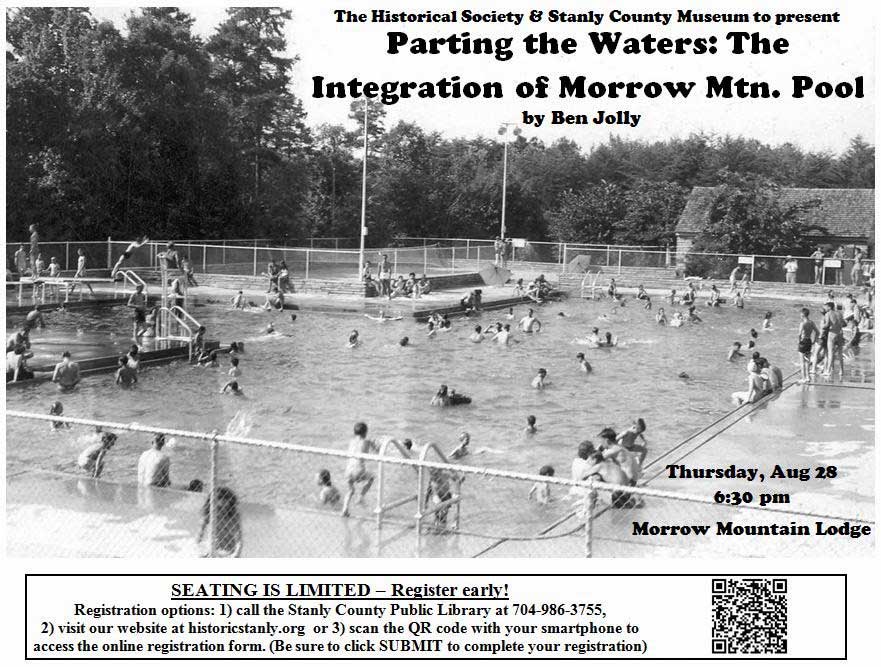 The Historical Society & Stanly County Museum to present
Parting the Waters: The
Integration of Morrow Mtn. Pool
by Ben Jolly
Thursday, Aug 28
6:30 pm
Morrow Mountain Lodge
SEATING IS LIMITED – Register early!
Registration options: 1) call the Stanly County Public Library at 704-986-3755,
2) visit our website at historicstanly.org or 3) scan the QR code with your smartphone to
access the online registration form. (Be sure to click SUBMIT to complete your registration)